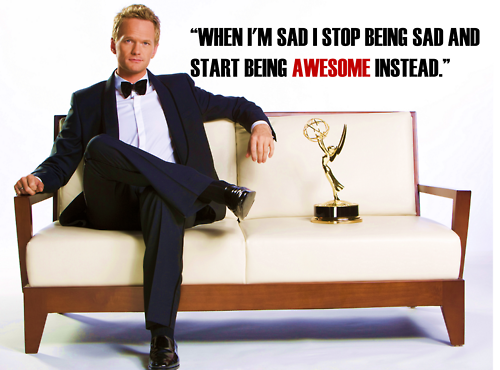 “WHEN I'M SAD I STOP BEING SAD AND
START BEING AWESOME INSTEAD.”